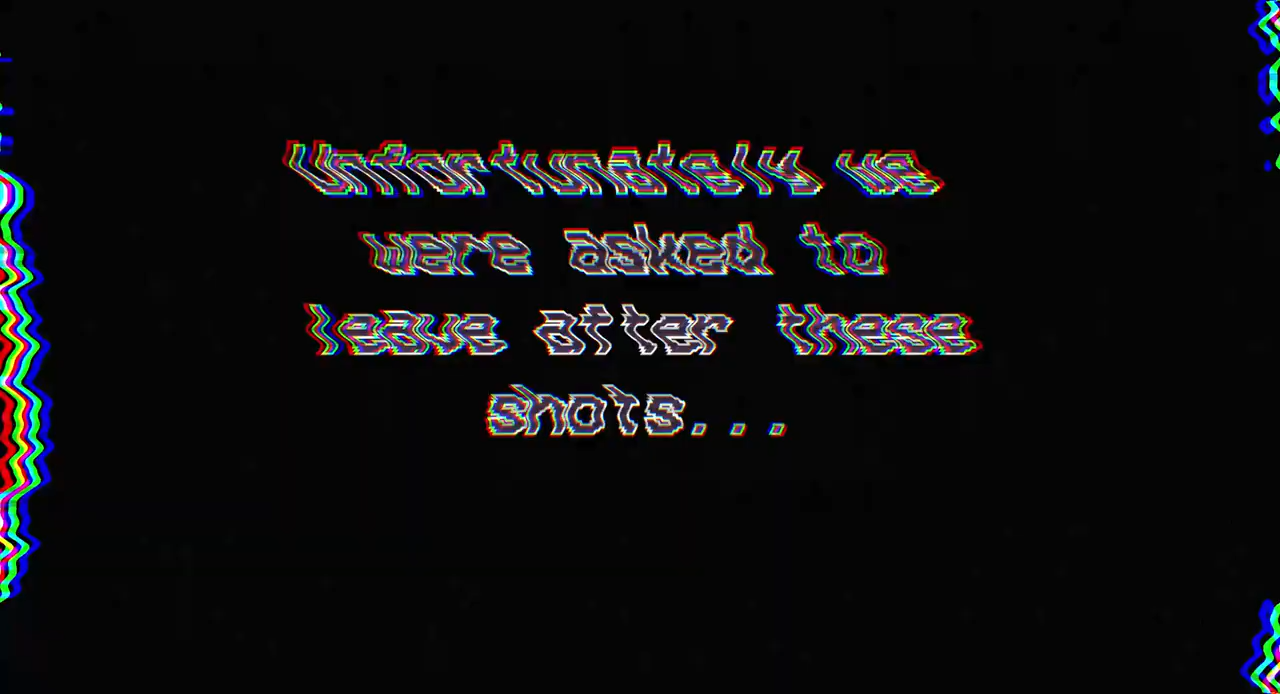 Unfortunately we
were asked to
leave after these
shots...